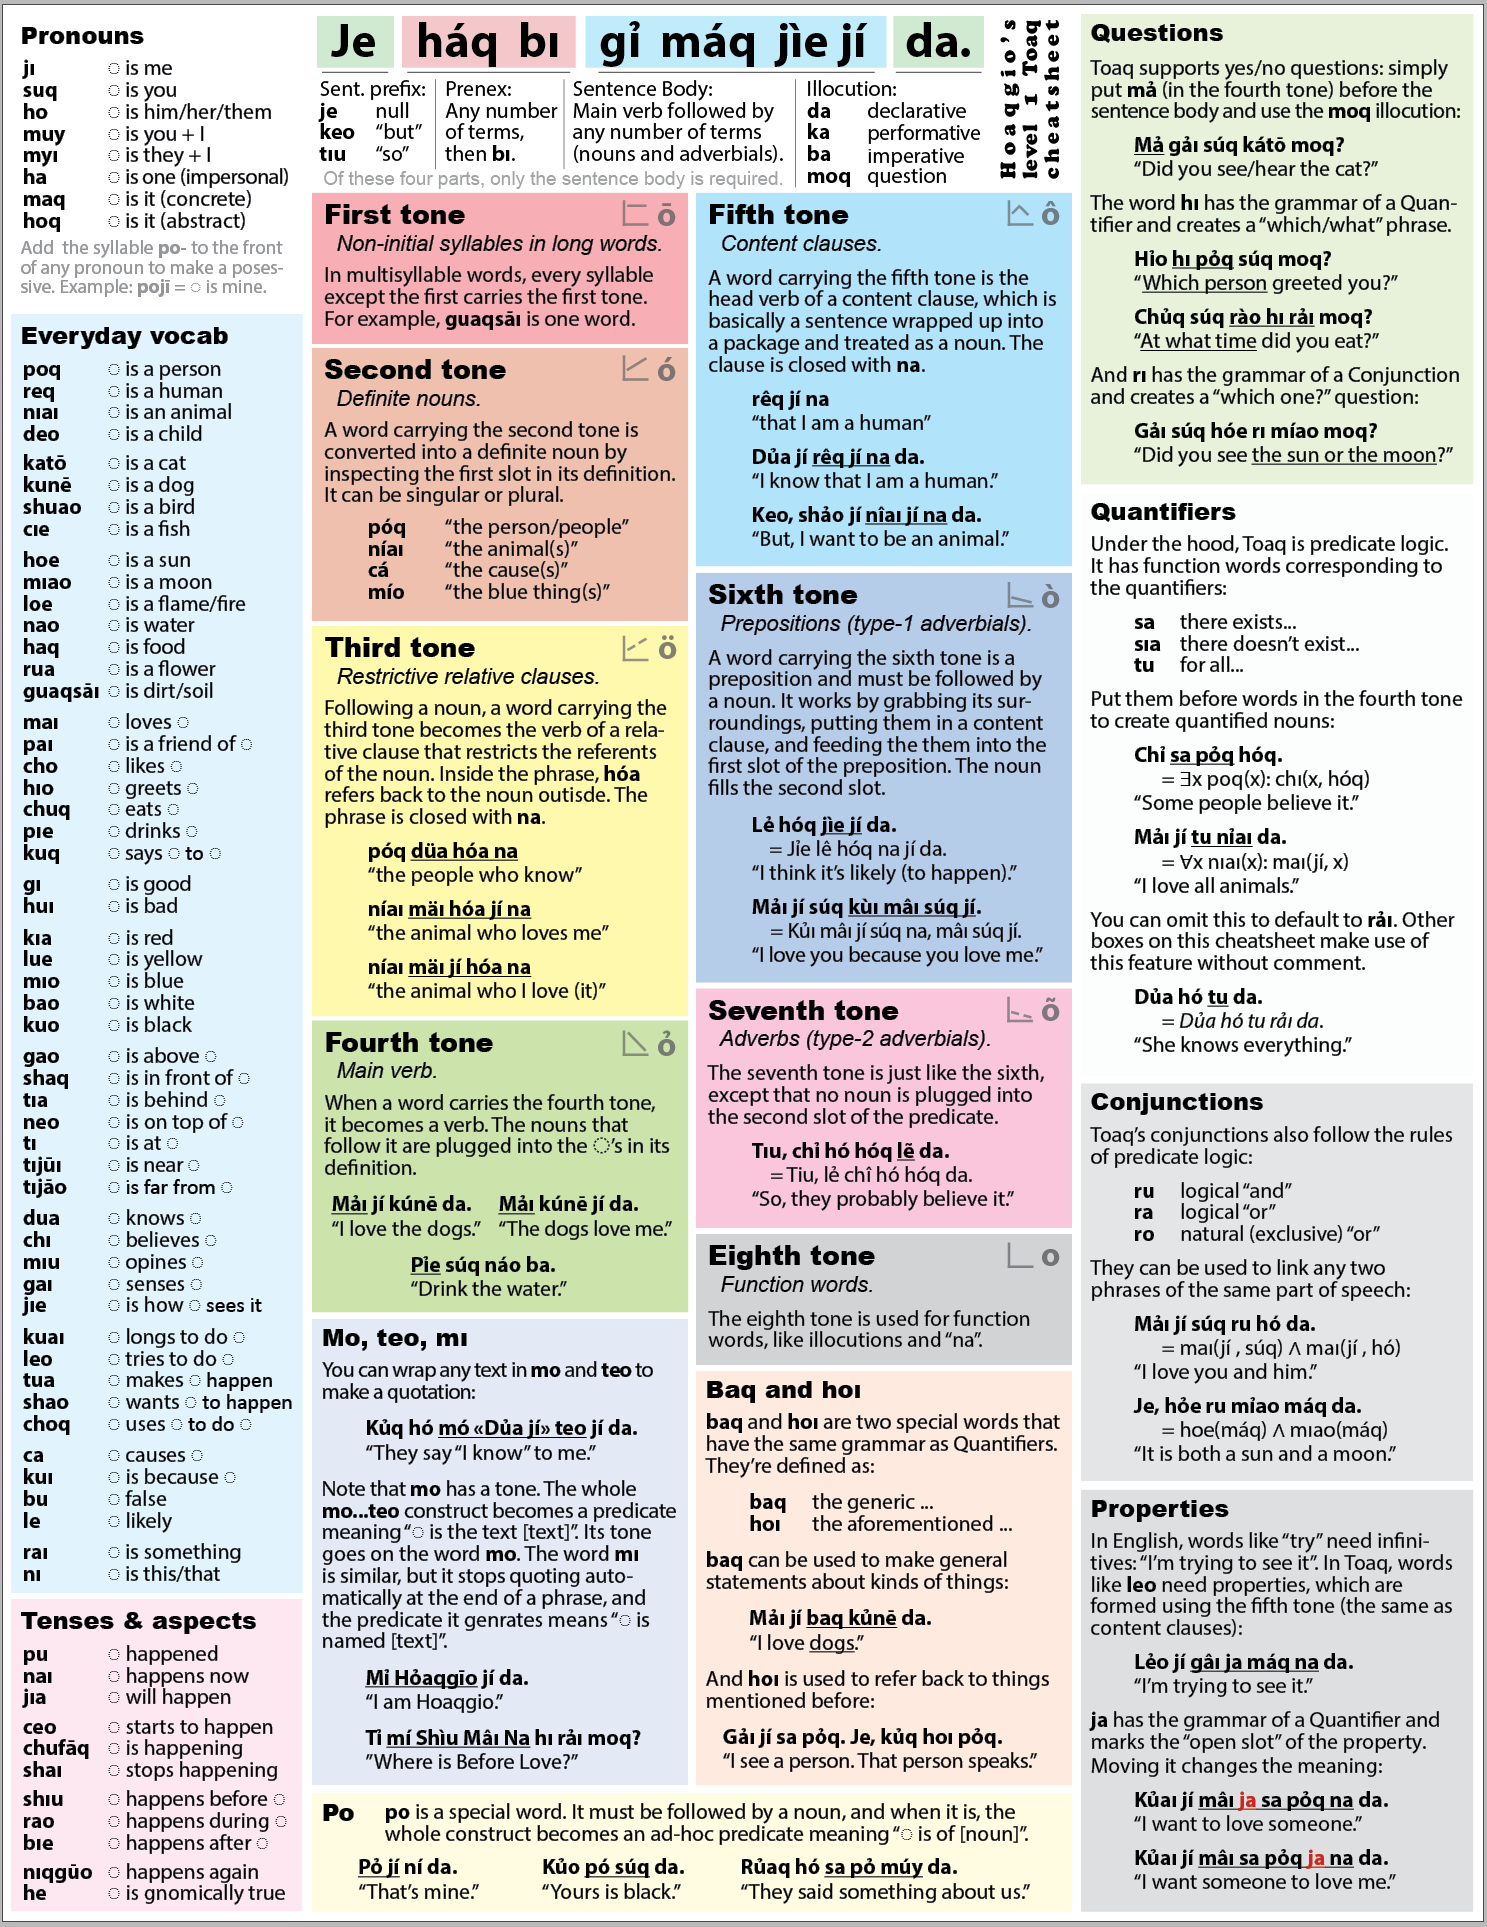 Pronouns
jı ◌ is me
suq ◌ is you
ho ◌ is him/her/them
muy ◌ is you + I
myı ◌ is they + I
ha ◌ is one (impersonal)
maq ◌ is it (concrete)
hoq ◌ is it (abstract)
Add the syllable po- to the front
of any pronoun to make a poses-
sive. Example: pojī = ◌ is mine.
Everyday vocab
poq ◌ is a person
req ◌ is a human
nıaı ◌ is an animal
deo ◌ is a child
katō ◌ is a cat
kunē ◌ is a dog
shuao ◌ is a bird
cıe ◌ is a fish
hoe ◌ is a sun
mıao ◌ is a moon
loe ◌ is a flame/fire
nao ◌ is water
haq ◌ is food
rua ◌ is a flower
guaqsāı ◌ is dirt/soil
maı ◌ loves ◌
paı ◌ is a friend of ◌
cho ◌ likes ◌
hıo ◌ greets ◌
chuq ◌ eats ◌
pıe ◌ drinks ◌
kuq ◌ says ◌ to ◌
gı ◌ is good
huı ◌ is bad
kıa ◌ is red
lue ◌ is yellow
mıo ◌ is blue
bao ◌ is white
kuo ◌ is black
gao ◌ is above ◌
shaq ◌ is in front of ◌
tıa ◌ is behind ◌
neo ◌ is on top of ◌
tı ◌ is at ◌
tıjūı ◌ is near ◌
tıjāo ◌ is far from ◌
dua ◌ knows ◌
chı ◌ believes ◌
mıu ◌ opines ◌
gaı ◌ senses ◌
jıe ◌ is how ◌ sees it
kuaı ◌ longs to do ◌
leo ◌ tries to do ◌
tua ◌ makes ◌ happen
shao ◌ wants ◌ to happen
choq ◌ uses ◌ to do ◌
ca ◌ causes ◌
kuı ◌ is because ◌
bu ◌ false
le ◌ likely
raı ◌ is something
nı ◌ is this/that
Tenses & aspects
pu ◌ happened
naı ◌ happens now
jıa ◌ will happen
ceo ◌ starts to happen
chufāq ◌ is happening
shaı ◌ stops happening
shıu ◌ happens before ◌
rao ◌ happens during ◌
bıe ◌ happens after ◌
nıqgūo ◌ happens again
he ◌ is gnomically true
Je háq bı gỉ máq jìe jí da.
Sent. prefix:
je null
keo “but”
tıu “so”
Prenex:
Any number
of terms,
then bı.
Sentence Body:
Main verb followed by
any number of terms
(nouns and adverbials).
Illocution:
da declarative
ka performative
ba imperative
moq question
Of these four parts, only the sentence body is required.
Hoaqgio's
level 1 Toaq
cheatsheet
First tone ō
Non-initial syllables in long words.
In multisyllable words, every syllable
except the first carries the first tone.
For example, guaqsāı is one word.
Second tone ó
Definite nouns.
A word carrying the second tone is
converted into a definite noun by
inspecting the first slot in its definition.
It can be singular or plural.
póq “the person/people”
níaı “the animal(s)”
cá “the cause(s)”
mío “the blue thing(s)”
Third tone ö
Restrictive relative clauses.
Following a noun, a word carrying the
third tone becomes the verb of a rela-
tive clause that restricts the referents
of the noun. Inside the phrase, hóa
refers back to the noun outisde. The
phrase is closed with na.
póq düa hóa na
“the people who know”
níaı mäı hóa jí na
“the animal who loves me”
níaı mäı jí hóa na
“the animal who I love (it)”
Fourth tone ỏ
Main verb.
When a word carries the fourth tone,
it becomes a verb. The nouns that
follow it are plugged into the ◌'s in its
definition.
Mảı jí kúnē da. Mảı kúnē jí da.
“I love the dogs.” “The dogs love me.”
Pỉe súq náo ba.
“Drink the water.”
Mo, teo, mı
You can wrap any text in mo and teo to
make a quotation:
Kủq hó mó «Dủa jí» teo jí da.
“They say “I know” to me.”
Note that mo has a tone. The whole
mo...teo construct becomes a predicate
meaning “◌ is the text [text]”. Its tone
goes on the word mo. The word mı
is similar, but it stops quoting auto-
matically at the end of a phrase, and
the predicate it genrates means “◌ is
named [text]”.
Mỉ Hỏaqgīo jí da.
“I am Hoaqgio.”
Tỉ mí Shìu Mâı Na hı rảı moq?
”Where is Before Love?”
Fifth tone ô
Content clauses.
A word carrying the fifth tone is the
head verb of a content clause, which is
basically a sentence wrapped up into
a package and treated as a noun. The
clause is closed with na.
rêq jí na
“that I am a human”
Dủa jí rêq jí na da.
“I know that I am a human.”
Keo, shảo jí nîaı jí na da.
“But, I want to be an animal.”
Sixth tone ò
Prepositions (type-1 adverbials).
A word carrying the sixth tone is a
preposition and must be followed by
a noun. It works by grabbing its sur-
roundings, putting them in a content
clause, and feeding the them into the
first slot of the preposition. The noun
fills the second slot.
Lẻ hóq jìe jí da.
= Jỉe lê hóq na jí da.
“I think it's likely (to happen).”
Mảı jí súq kùı mâı súq jí.
= Kủı mâı jí súq na, mâı súq jí.
“I love you because you love me.”
Seventh tone õ
Adverbs (type-2 adverbials).
The seventh tone is just like the sixth,
except that no noun is plugged into
the second slot of the predicate.
Tıu, chỉ hó hóq lẽ da.
= Tiu, lẻ chî hó hóq da.
“So, they probably believe it.”
Eighth tone o
Function words.
The eighth tone is used for function
words, like illocutions and “na”.
Baq and hoı
baq and hoı are two special words that
have the same grammar as Quantifiers.
They're defined as:
baq the generic ...
hoı the aforementioned ...
baq can be used to make general
statements about kinds of things:
Mảı jí baq kủnē da.
“I love dogs.”
And hoı is used to refer back to things
mentioned before:
Gảı jí sa pỏq. Je, kủq hoı pỏq.
“I see a person. That person speaks.”
Po po is a special word. It must be followed by a noun, and when it is, the
whole construct becomes an ad-hoc predicate meaning “◌ is of [noun]”.
Pỏ jí ní da. Kủo pó súq da. Rủaq hó sa pỏ múy da.
“That's mine.” “Yours is black.” “They said something about us.”
Questions
Toaq supports yes/no questions: simply
put mả (in the fourth tone) before the
sentence body and use the moq illocution:
Mả gảı súq kátō moq?
“Did you see/hear the cat?”
The word hı has the grammar of a Quan-
tifier and creates a “which/what” phrase.
Hỉo hı pỏq súq moq?
“Which person greeted you?”
Chủq súq rào hı rảı moq?
“At what time did you eat?”
And rı has the grammar of a Conjunction
and creates a “which one?” question:
Gảı súq hóe rı míao moq?
“Did you see the sun or the moon?”
Quantifiers
Under the hood, Toaq is predicate logic.
It has function words corresponding to
the quantifiers:
sa there exists...
sıa there doesn't exist...
tu for all...
Put them before words in the fourth tone
to create quantified nouns:
Chỉ sa pỏq hóq.
= ∃x poq(x): chı(x, hóq)
“Some people believe it.”
Mảı jí tu nỉaı da.
= ∀x nıaı(x): maı(jí, x)
“I love all animals.”
You can omit this to default to rảı. Other
boxes on this cheatsheet make use of
this feature without comment.
Dủa hó tu da.
= Dủa hó tu rảı da.
“She knows everything.”
Conjunctions
Toaq's conjunctions also follow the rules
of predicate logic:
ru logical “and”
ra logical “or”
ro natural (exclusive) “or”
They can be used to link any two
phrases of the same part of speech:
Mảı jí súq ru hó da.
= maı(jí , súq) ∧ maı(jí , hó)
“I love you and him.”
Je, hỏe ru mỉao máq da.
= hoe(máq) ∧ mıao(máq)
“It is both a sun and a moon.”
Properties
In English, words like “try” need infini-
tives: “I'm trying to see it”. In Toaq, words
like leo need properties, which are
formed using the fifth tone (the same as
content clauses):
Lẻo jí gâı ja máq na da.
“I'm trying to see it.”
ja has the grammar of a Quantifier and
marks the “open slot” of the property.
Moving it changes the meaning:
Kủaı jí mâı ja sa pỏq na da.
“I want to love someone.”
Kủaı jí mâı sa pỏq ja na da.
“I want someone to love me.”